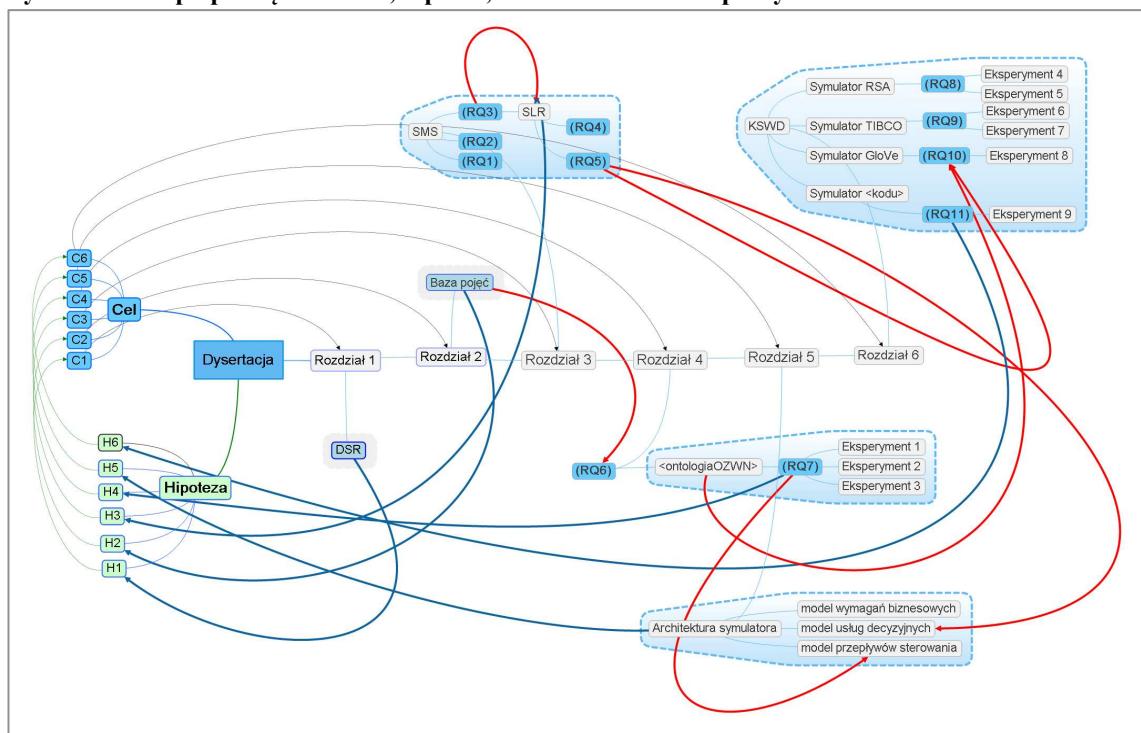 (RQ3)
SLR
SMS
(RQ2)
(RQ4)
(RQ1)
(RQ5)
KSWD
Symulator RSA
(RQ8)
Eksperyment 4
Eksperyment 5
Symulator TIBCO
(RQ9)
Eksperyment 6
Eksperyment 7
Symulator GloVe
(RQ10)
Eksperyment 8
Symulator <kodu>
(RQ11)
Eksperyment 9
C6
C5
C4
C3
C2
C1
Cel
Baza pojęć
Dysertacja
Rozdział 1
Rozdział 2
Rozdział 3
Rozdział 4
Rozdział 5
Rozdział 6
H6
H5
H4
H3
H2
H1
Hipoteza
DSR
(RQ6)
<ontologiaOZWN>
(RQ7)
Eksperyment 1
Eksperyment 2
Eksperyment 3
Architektura symulatora
model wymagań biznesowych
model usług decyzyjnych
model przepływów sterowania